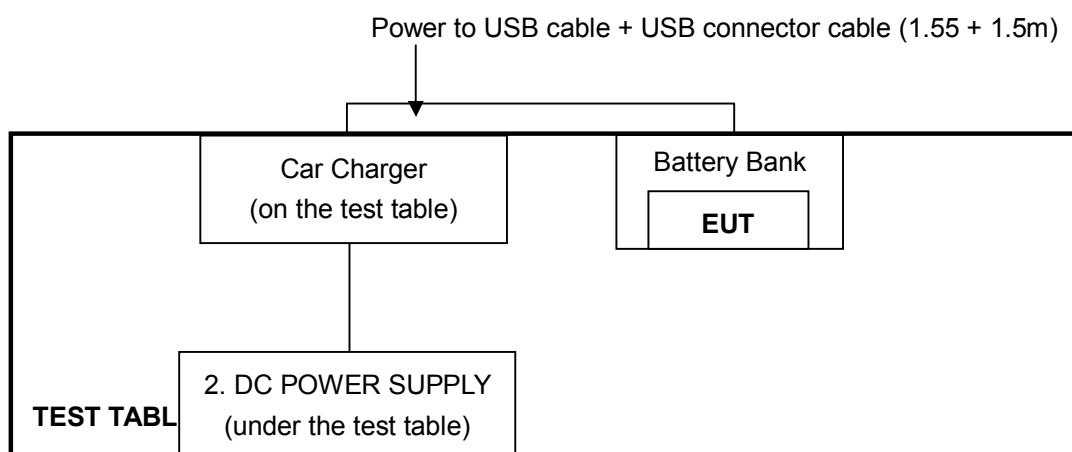 Power to USB cable + USB connector cable (1.55 + 1.5m)
Car Charger
(on the test table)
Battery Bank
EUT
2. DC POWER SUPPLY
(under the test table)
TEST TABL